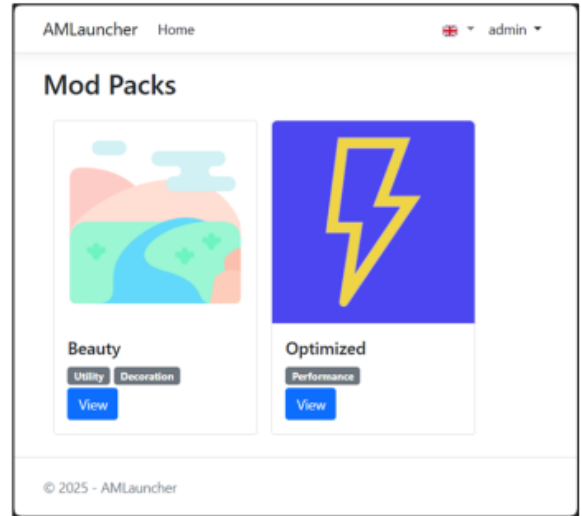 AMLauncher Home admin
Mod Packs
Beauty
Utility Decoration
View
Optimized
Performance
View
© 2025 - AMLauncher